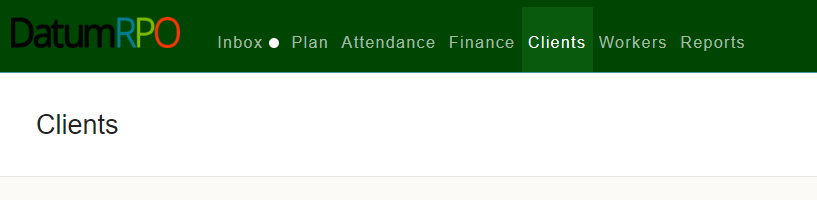 DatumRPO Inbox Plan Attendance Finance Clients Workers Reports
Clients